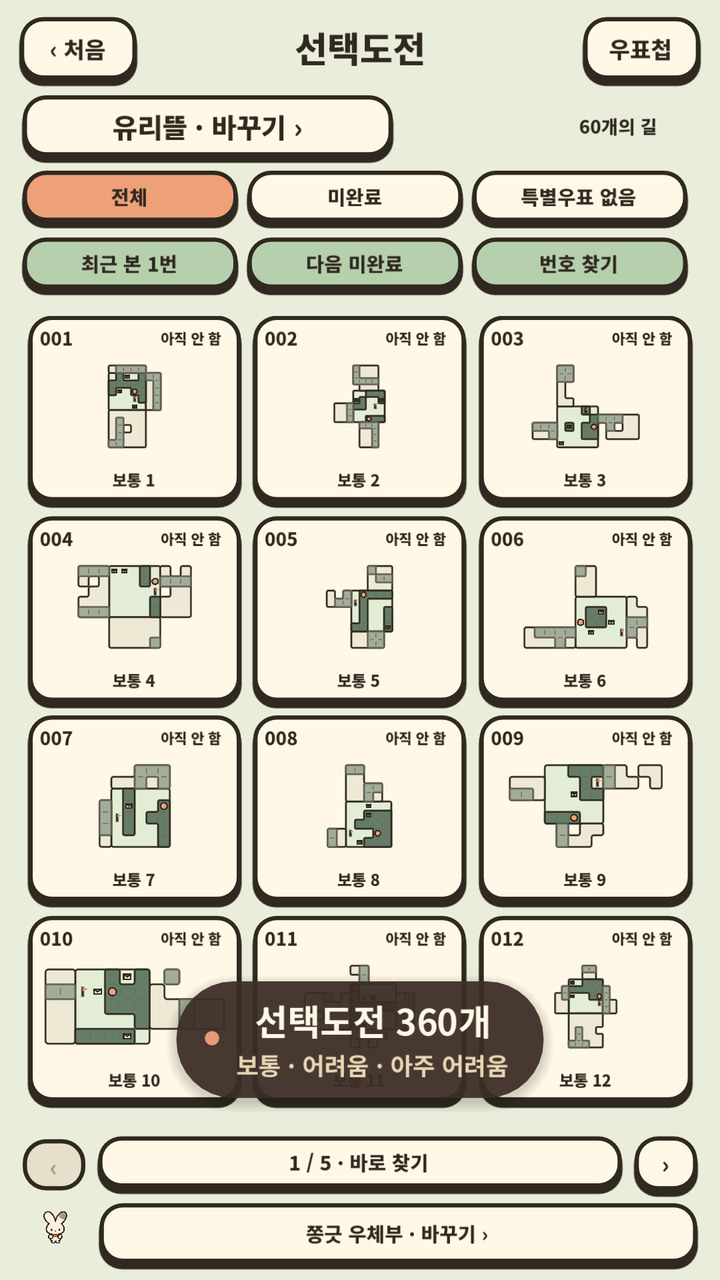 ‹ 처음
선택도전
우표첩
유리뜰 · 바꾸기 ›
60개의 길
전체
미완료
특별우표 없음
최근 본 1번
다음 미완료
번호 찾기
001 아직 안 함
002 아직 안 함
003 아직 안 함
보통 1
보통 2
보통 3
004 아직 안 함
005 아직 안 함
006 아직 안 함
보통 4
보통 5
보통 6
007 아직 안 함
008 아직 안 함
009 아직 안 함
보통 7
보통 8
보통 9
010 아직 안 함
011 아직 안 함
012 아직 안 함
선택도전 360개
보통 · 어려움 · 아주 어려움
보통 10
보통 11
보통 12
‹
1 / 5 · 바로 찾기
›
쫑긋 우체부 · 바꾸기 ›